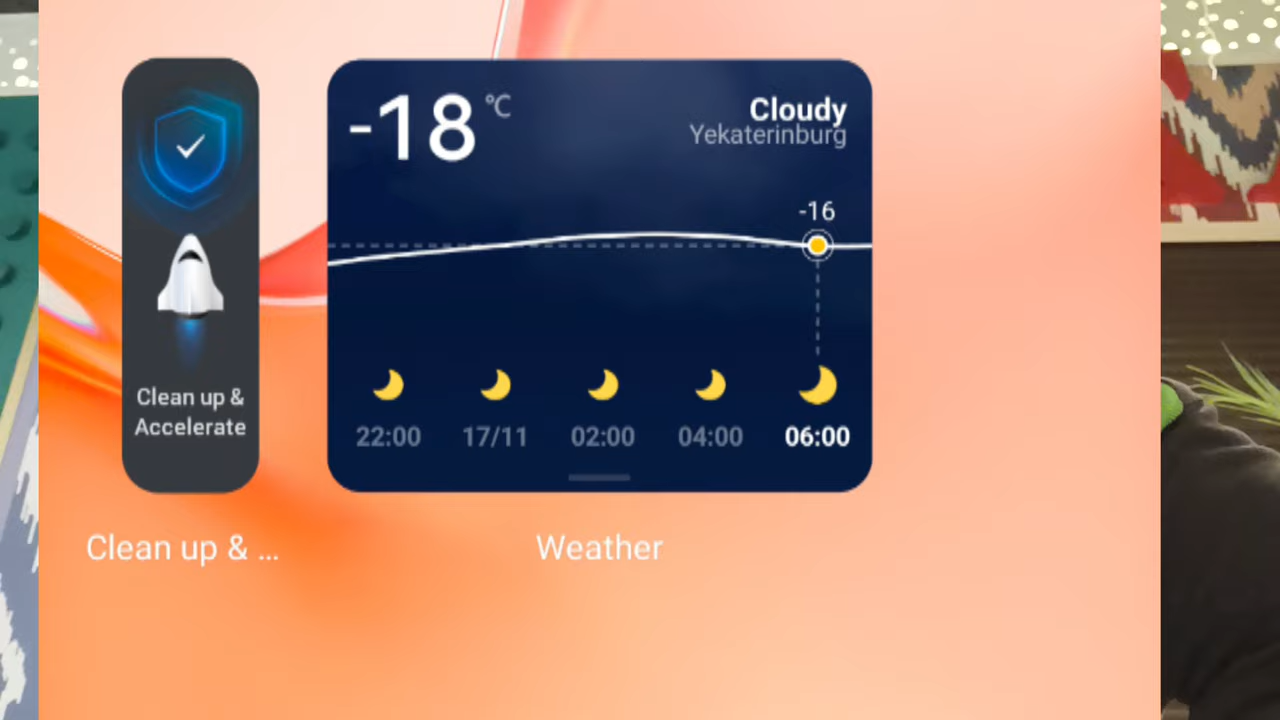 -18 ℃
Cloudy
Yekaterinburg
-16
22:00 17/11 02:00 04:00 06:00
Clean up &
Accelerate
Clean up & ...
Weather